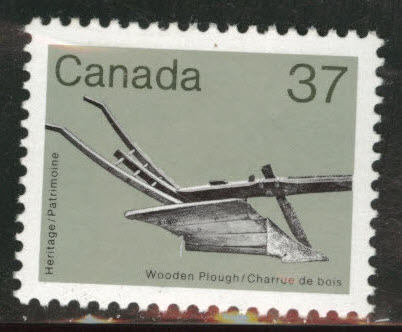 Canada 37
Heritage/Patrimoine
Wooden Plough/Charrue de bois